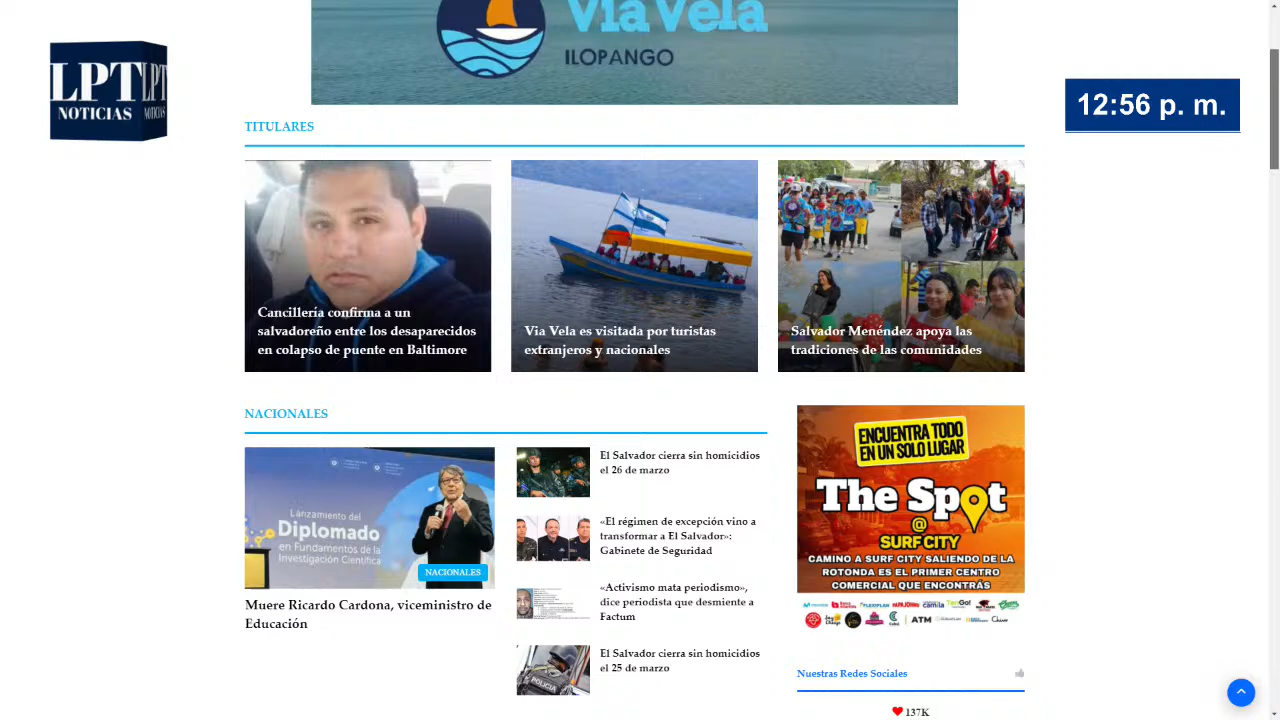 Via Vela
ILOPANGO
LPT LPT
NOTICIAS NOTICIAS
12:56 p. m.
TITULARES
Cancillería confirma a un
salvadoreño entre los desaparecidos
en colapso de puente en Baltimore
Via Vela es visitada por turistas
extranjeros y nacionales
Salvador Menéndez apoya las
tradiciones de las comunidades
NACIONALES
Lanzamiento del
Diplomado
en Fundamentos de la
Investigación Científica
NACIONALES
Muere Ricardo Cardona, viceministro de
Educación
El Salvador cierra sin homicidios
el 26 de marzo
«El régimen de excepción vino a
transformar a El Salvador»:
Gabinete de Seguridad
«Activismo mata periodismo»,
dice periodista que desmiente a
Factum
POLICIA
El Salvador cierra sin homicidios
el 25 de marzo
ENCUENTRA TODO
EN UN SOLO LUGAR
The Spot
@
SURF CITY
CAMINO A SURF CITY SALIENDO DE LA
ROTONDA ES EL PRIMER CENTRO
COMERCIAL QUE ENCONTRÁS
ATM
Nuestras Redes Sociales
137K